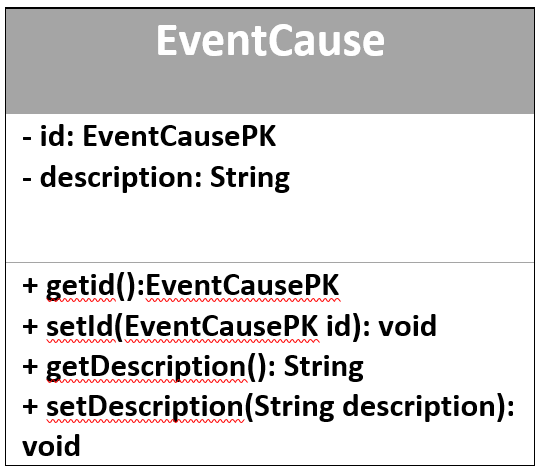 EventCause
- id: EventCausePK
- description: String
+ getid():EventCausePK
+ setId(EventCausePK id): void
+ getDescription(): String
+ setDescription(String description):
void